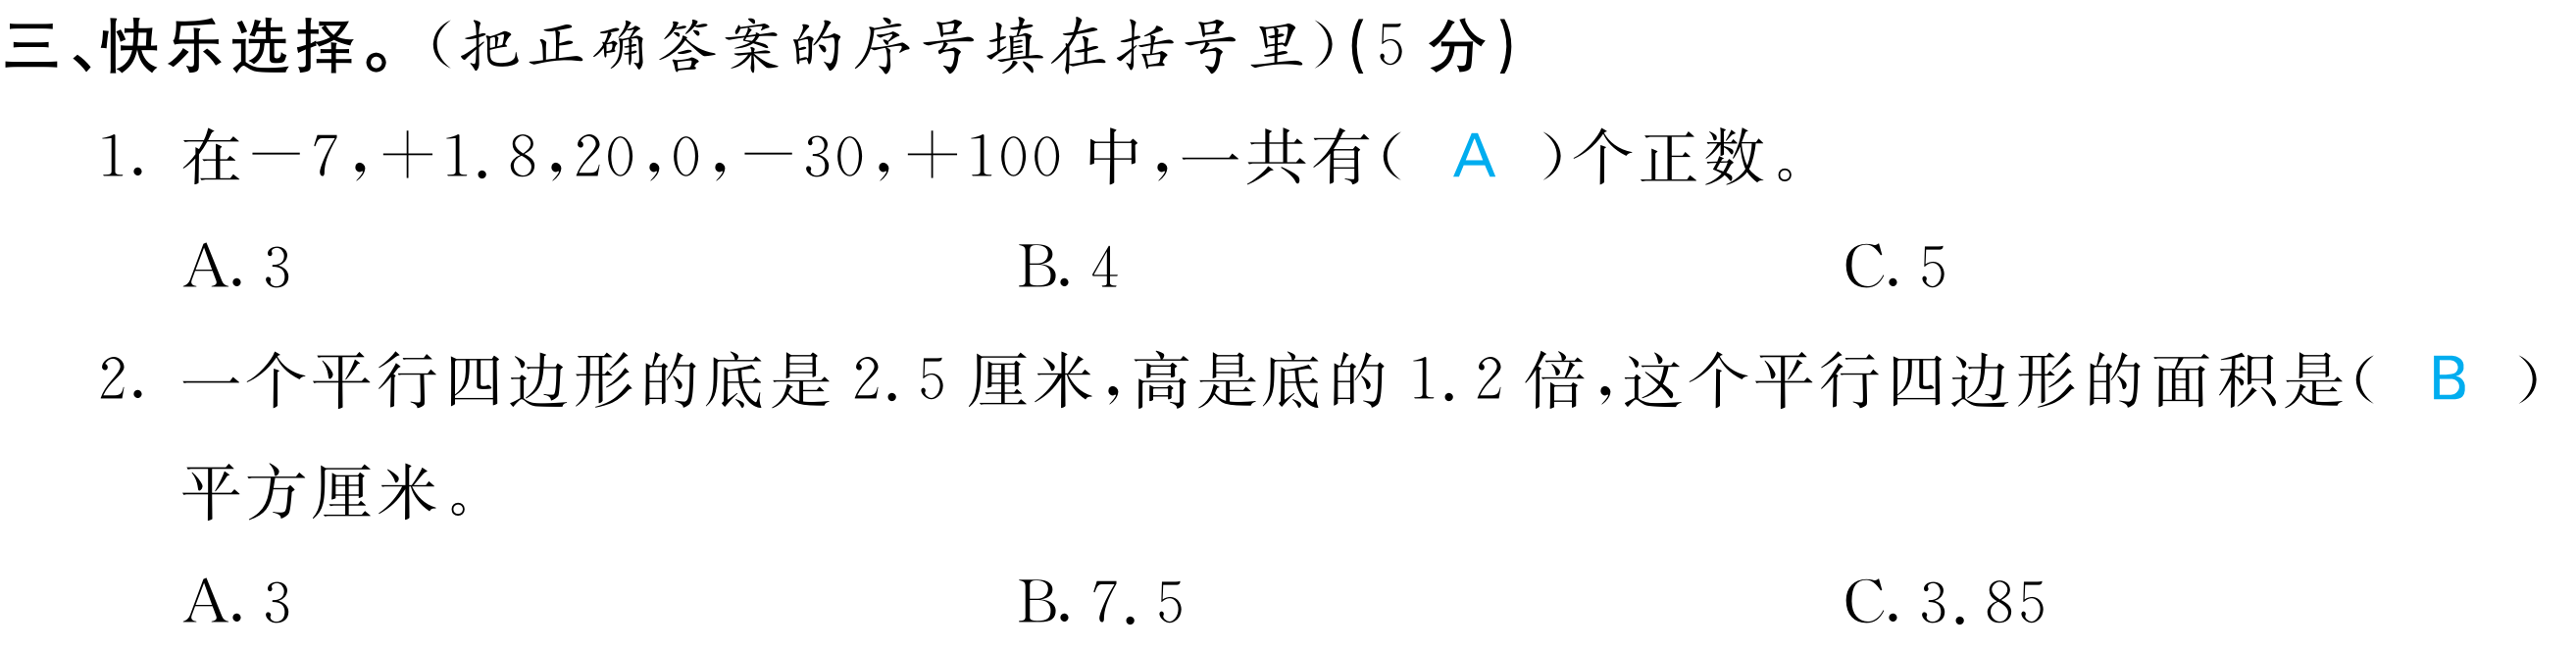 三、快乐选择。(把正确答案的序号填在括号里)(5 分)
1. 在－7,＋1.8,20,0,－30,＋100 中,一共有( A )个正数。
A. 3 B. 4 C. 5
2. 一个平行四边形的底是 2.5 厘米,高是底的 1.2 倍,这个平行四边形的面积是( B )
平方厘米。
A. 3 B. 7.5 C. 3.85